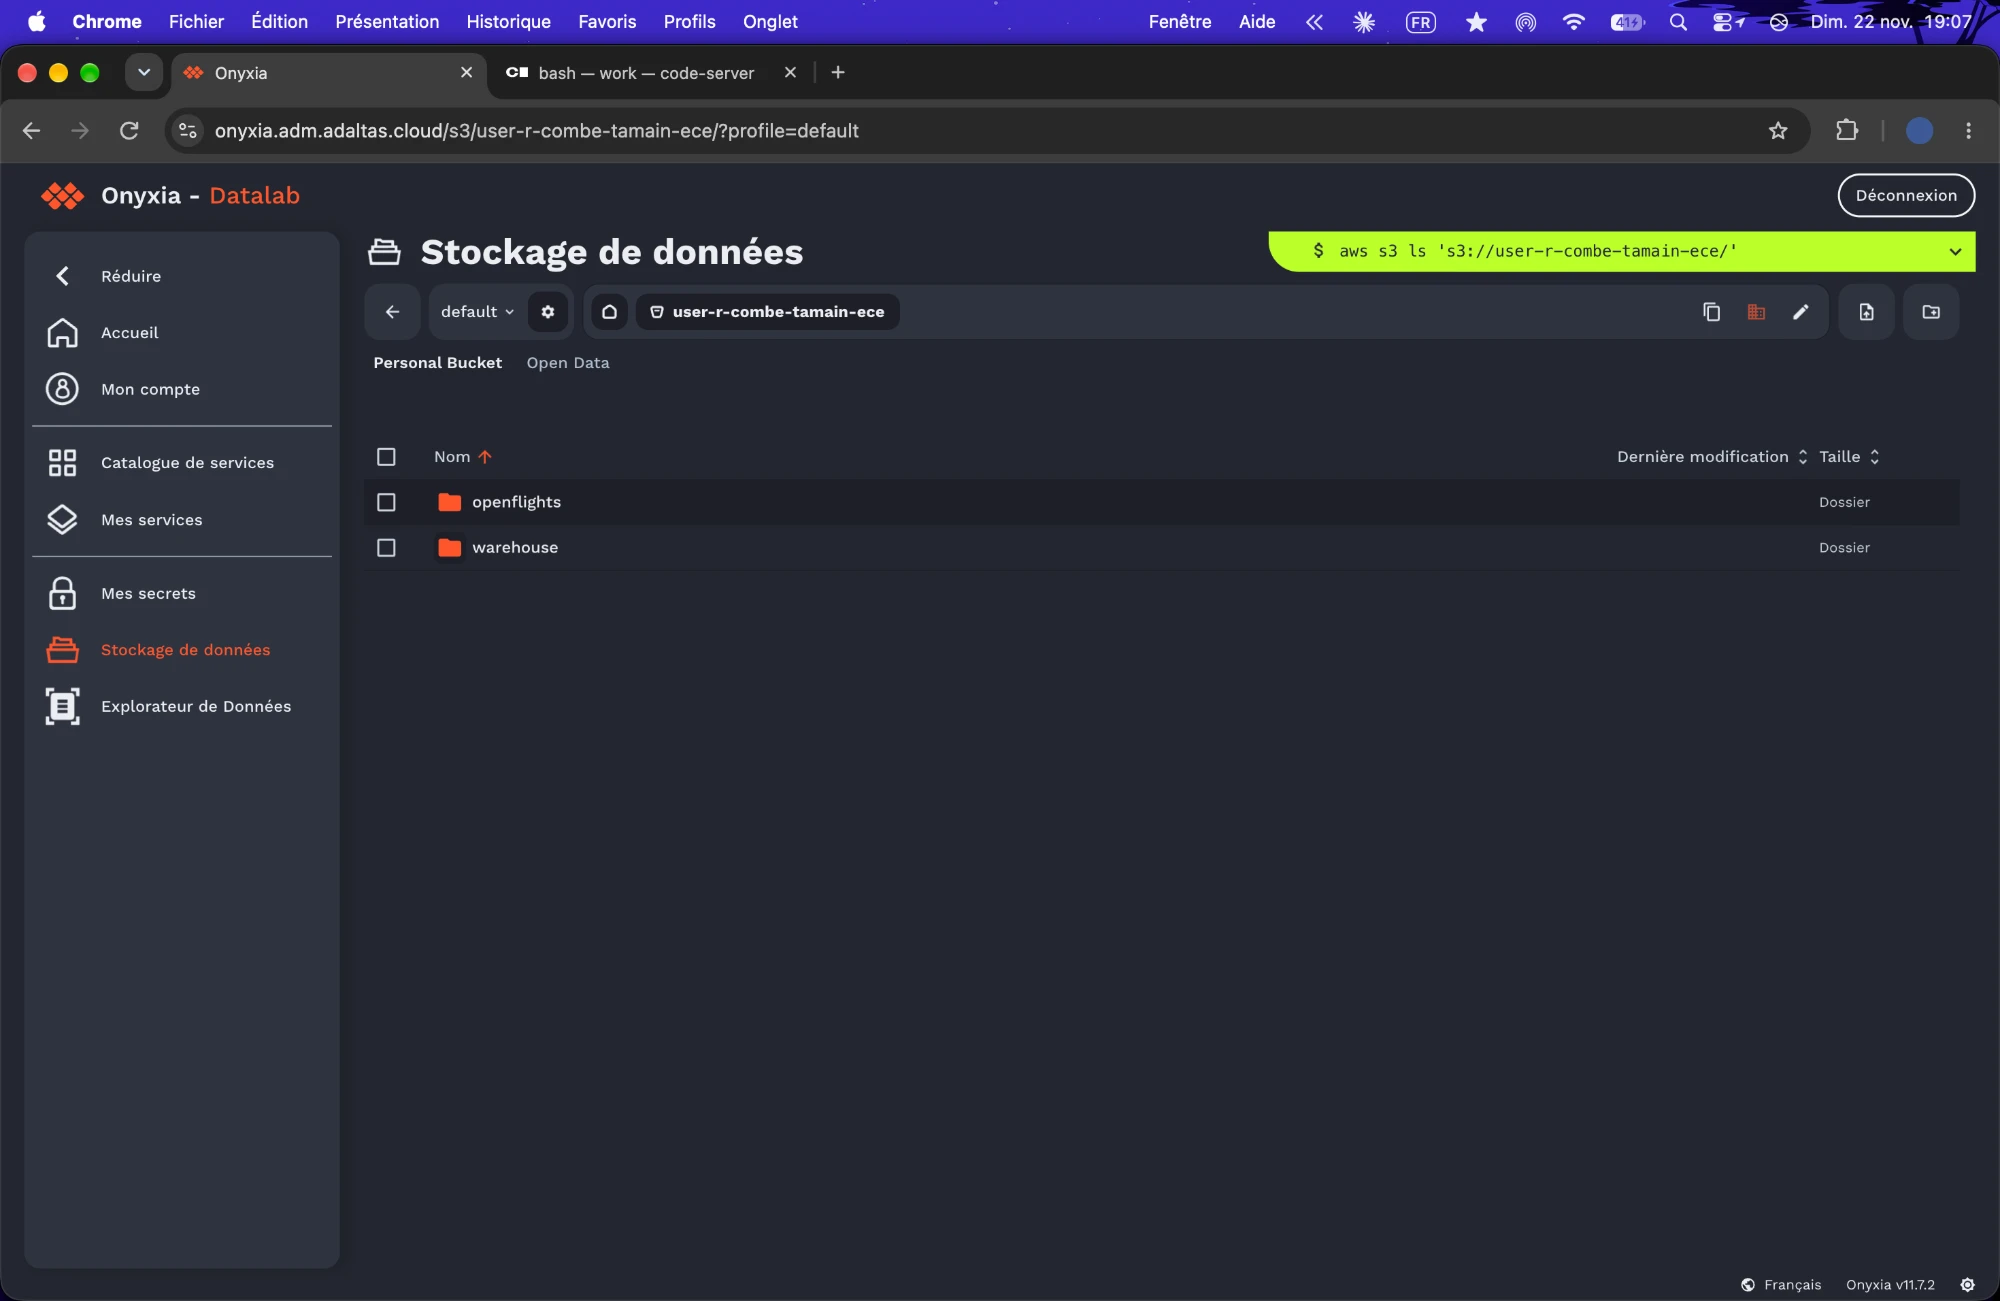 Chrome Fichier Édition Présentation Historique Favoris Profils Onglet Fenêtre Aide FR 41 Dim. 22 nov. 19:07
Onyxia bash — work — code-server
onyxia.adm.adaltas.cloud/s3/user-r-combe-tamain-ece/?profile=default
Onyxia - Datalab
Déconnexion
Réduire
Accueil
Mon compte
Catalogue de services
Mes services
Mes secrets
Stockage de données
Explorateur de Données
Stockage de données
$ aws s3 ls 's3://user-r-combe-tamain-ece/'
default user-r-combe-tamain-ece
Personal Bucket Open Data
Nom Dernière modification Taille
openflights Dossier
warehouse Dossier
Français Onyxia v11.7.2